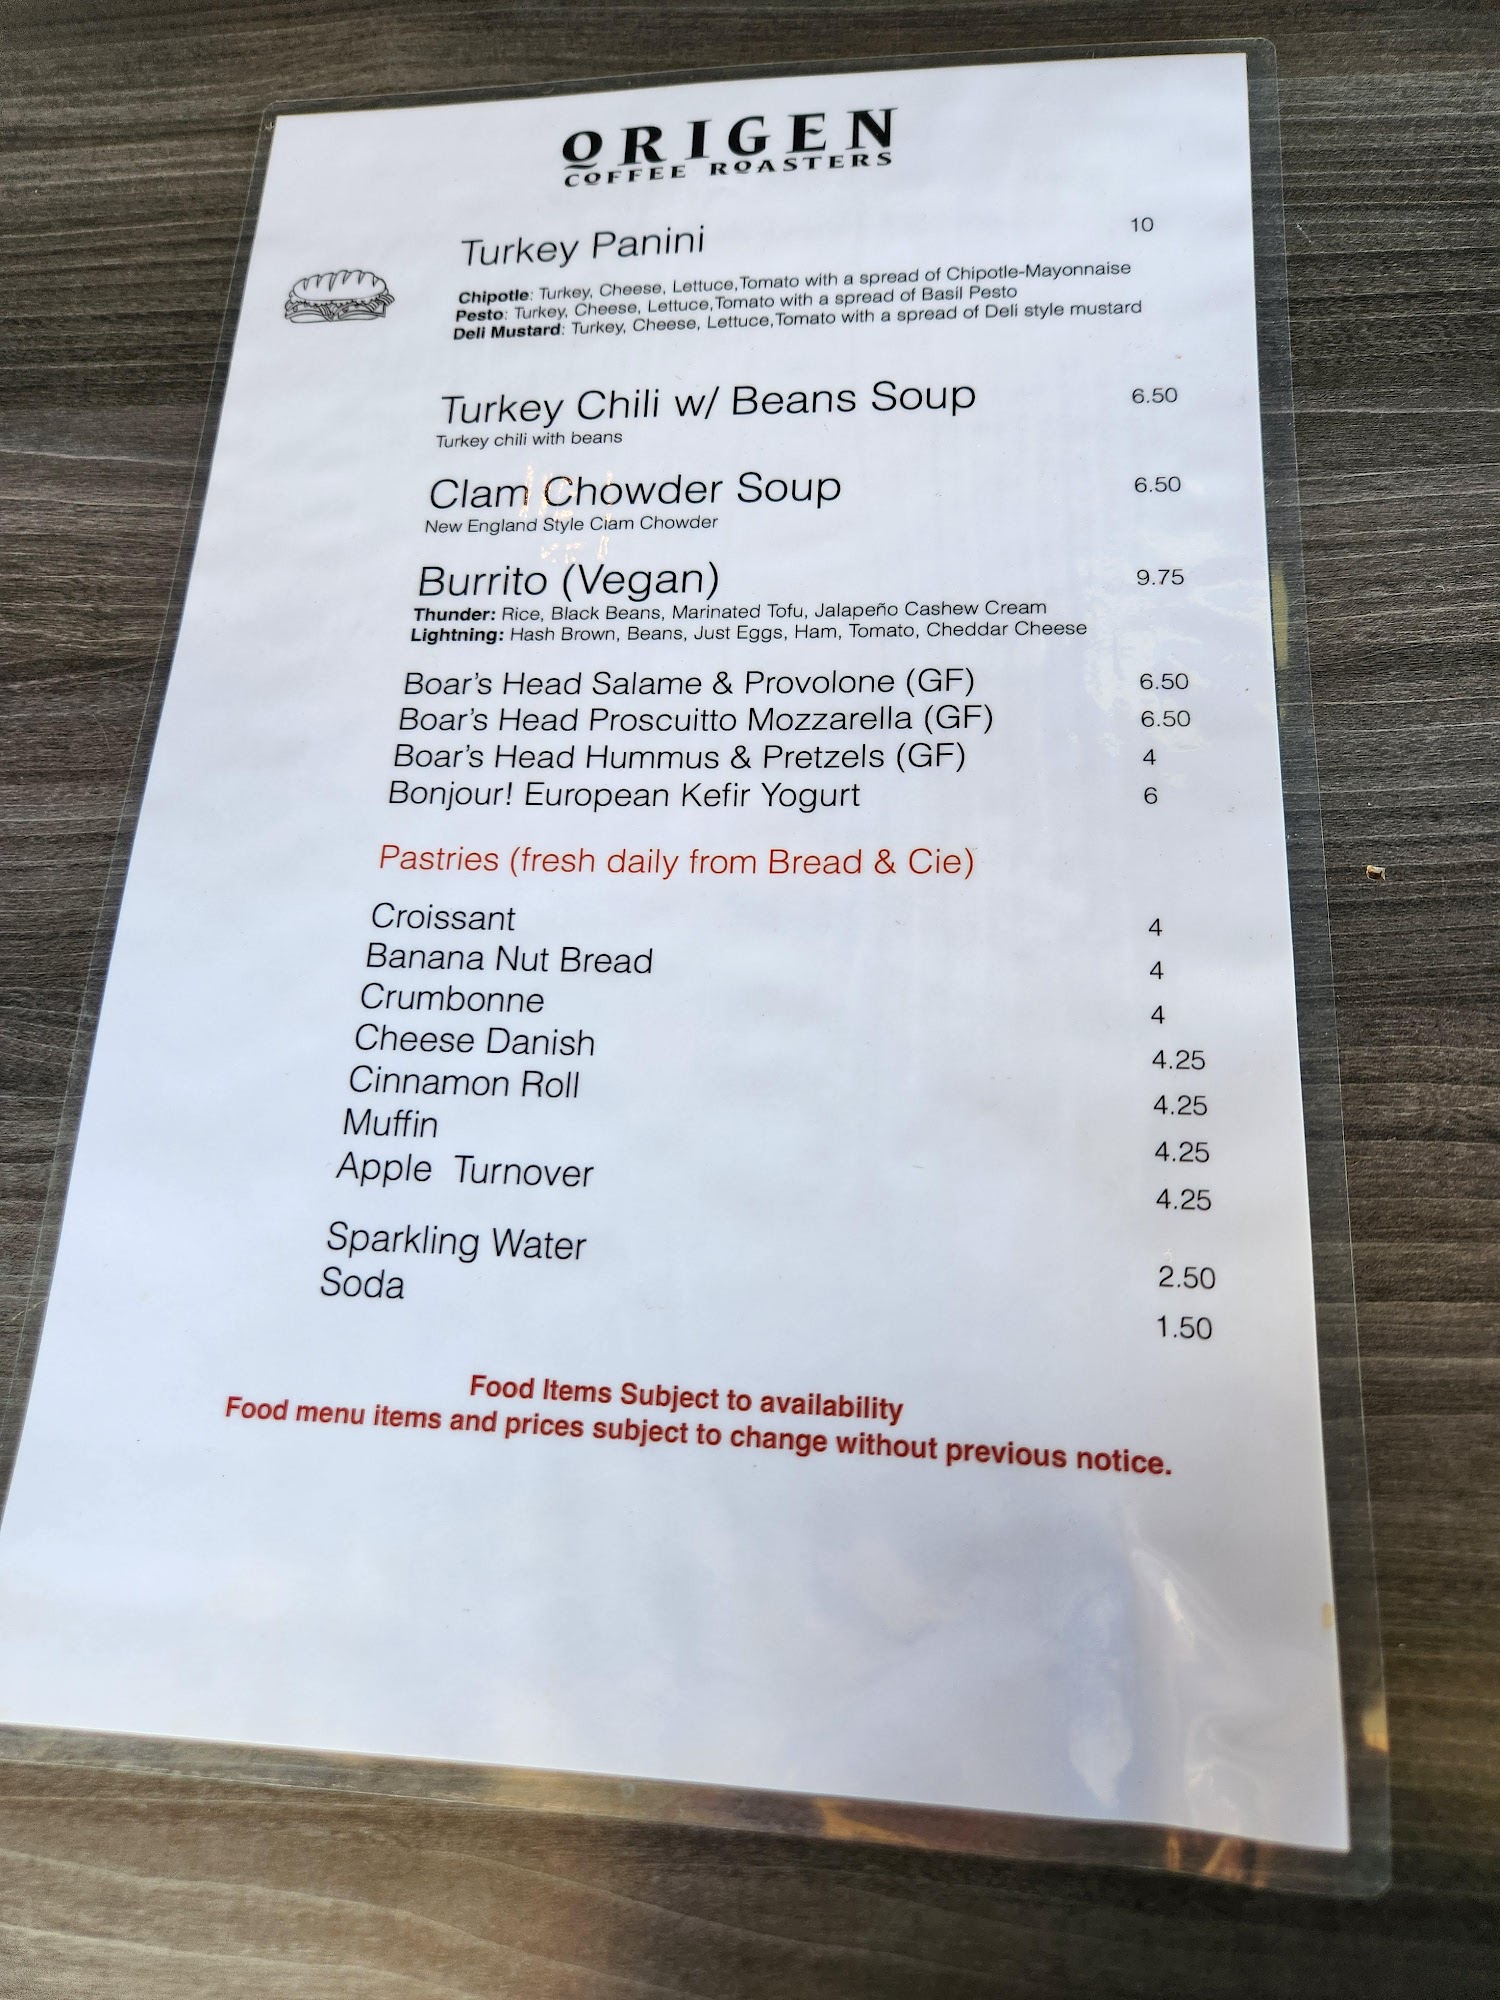 ORIGEN
COFFEE ROASTERS
Turkey Panini 10
Chipotle: Turkey, Cheese, Lettuce,Tomato with a spread of Chipotle-Mayonnaise
Pesto: Turkey, Cheese, Lettuce,Tomato with a spread of Basil Pesto
Deli Mustard: Turkey, Cheese, Lettuce,Tomato with a spread of Deli style mustard
Turkey Chili w/ Beans Soup 6.50
Turkey chili with beans
Clam Chowder Soup 6.50
New England Style Clam Chowder
Burrito (Vegan) 9.75
Thunder: Rice, Black Beans, Marinated Tofu, Jalapeño Cashew Cream
Lightning: Hash Brown, Beans, Just Eggs, Ham, Tomato, Cheddar Cheese
Boar's Head Salame & Provolone (GF) 6.50
Boar's Head Proscuitto Mozzarella (GF) 6.50
Boar's Head Hummus & Pretzels (GF) 4
Bonjour! European Kefir Yogurt 6
Pastries (fresh daily from Bread & Cie)
Croissant 4
Banana Nut Bread 4
Crumbonne 4
Cheese Danish 4.25
Cinnamon Roll 4.25
Muffin 4.25
Apple Turnover 4.25
Sparkling Water 2.50
Soda 1.50
Food Items Subject to availability
Food menu items and prices subject to change without previous notice.